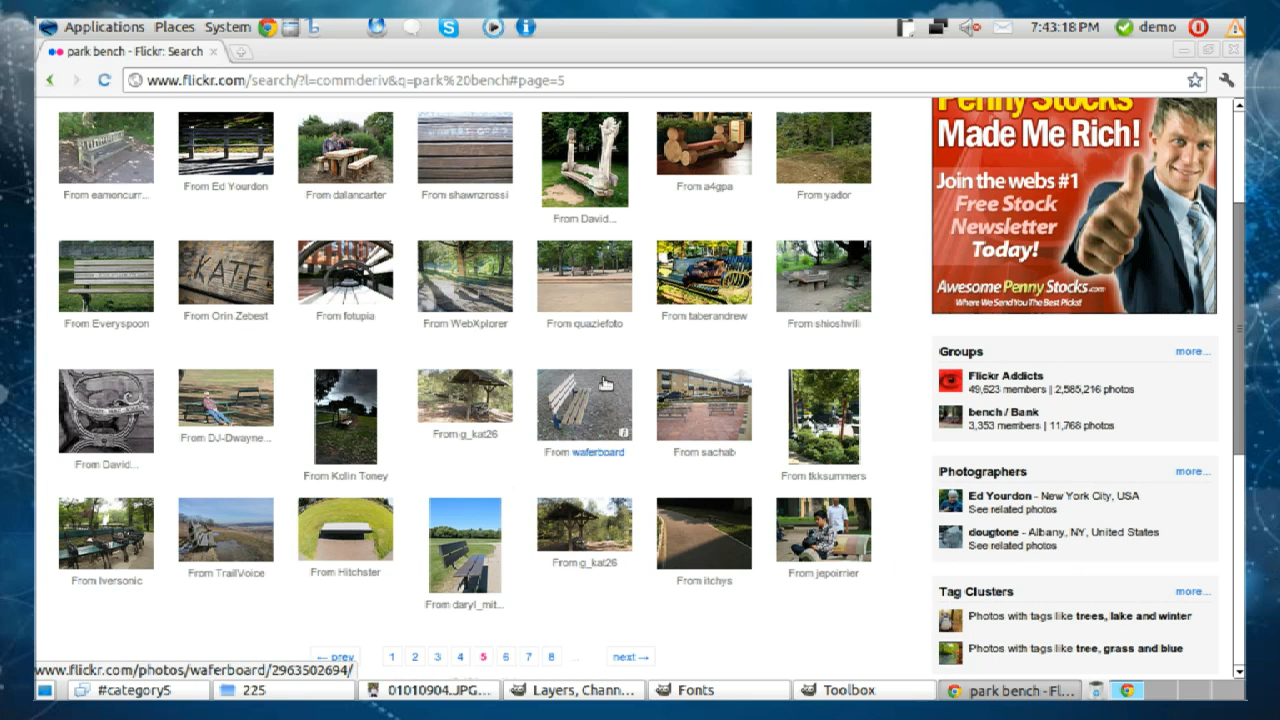 Applications Places System 7:43:18 PM demo
park bench - Flickr: Search
www.flickr.com/search/?l=commderiv&q=park%20bench#page=5
From eamoncurr... From Ed Yourdon From dalancarter From shawnzrossi From David... From a4gpa From yador
From Everyspoon From Orin Zebest From fotupia From WebXplorer From quaziefoto From taberandrew From shioshvili
KATE
From David... From DJ-Dwayne... From Kolin Toney From g_kat26 From waferboard From sachab From tkksummers
From Iversonic From TrailVoice From Hitchster From daryl_mit... From g_kat26 From itchys From jepoirrier
← prev 1 2 3 4 5 6 7 8 ... next →
Penny Stocks
Made Me Rich!
Join the webs #1
Free Stock
Newsletter
Today!
Awesome Penny Stocks.com
Where We Send You The Best Picks!
Groups more...
Flickr Addicts
49,623 members | 2,585,216 photos
bench / Bank
3,353 members | 11,768 photos
Photographers more...
Ed Yourdon - New York City, USA
See related photos
dougtone - Albany, NY, United States
See related photos
Tag Clusters more...
Photos with tags like trees, lake and winter
Photos with tags like tree, grass and blue
www.flickr.com/photos/waferboard/2963502694/
#category5 225 01010904.JPG... Layers, Chann... Fonts Toolbox park bench - Fl...